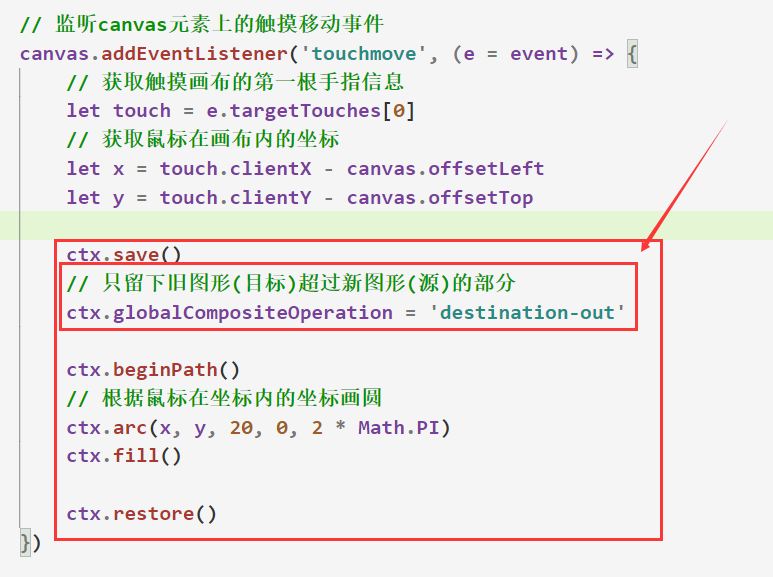 // 监听canvas元素上的触摸移动事件
canvas.addEventListener('touchmove', (e = event) => {
// 获取触摸画布的第一根手指信息
let touch = e.targetTouches[0]
// 获取鼠标在画布内的坐标
let x = touch.clientX - canvas.offsetLeft
let y = touch.clientY - canvas.offsetTop
ctx.save()
// 只留下旧图形(目标)超过新图形(源)的部分
ctx.globalCompositeOperation = 'destination-out'
ctx.beginPath()
// 根据鼠标在坐标内的坐标画圆
ctx.arc(x, y, 20, 0, 2 * Math.PI)
ctx.fill()
ctx.restore()
})